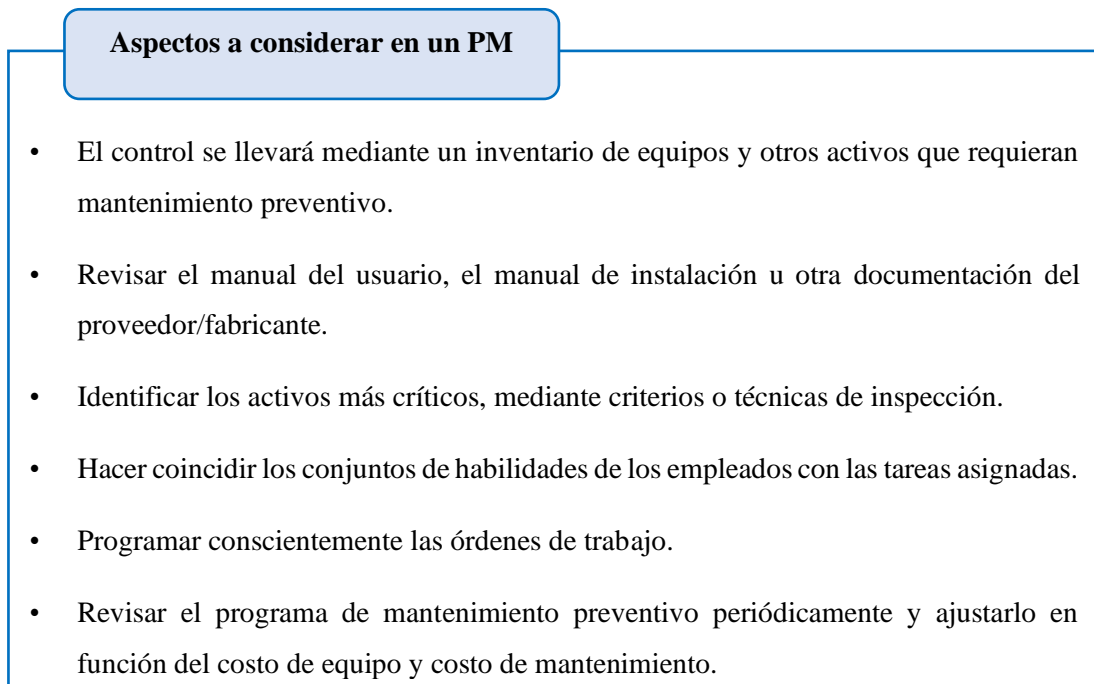 Aspectos a considerar en un PM
• El control se llevará mediante un inventario de equipos y otros activos que requieran
mantenimiento preventivo.
• Revisar el manual del usuario, el manual de instalación u otra documentación del
proveedor/fabricante.
• Identificar los activos más críticos, mediante criterios o técnicas de inspección.
• Hacer coincidir los conjuntos de habilidades de los empleados con las tareas asignadas.
• Programar conscientemente las órdenes de trabajo.
• Revisar el programa de mantenimiento preventivo periódicamente y ajustarlo en
función del costo de equipo y costo de mantenimiento.